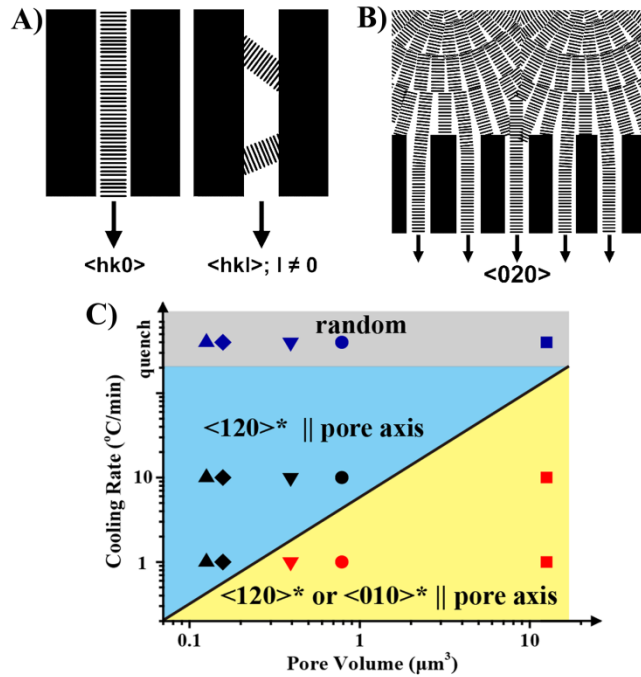 A)
<hk0>
<hkl>; l ≠ 0
B)
<020>
C)
random
<120>* || pore axis
<120>* or <010>* || pore axis
quench
10
1
Cooling Rate (°C/min)
0.1
1
10
Pore Volume (μm³)